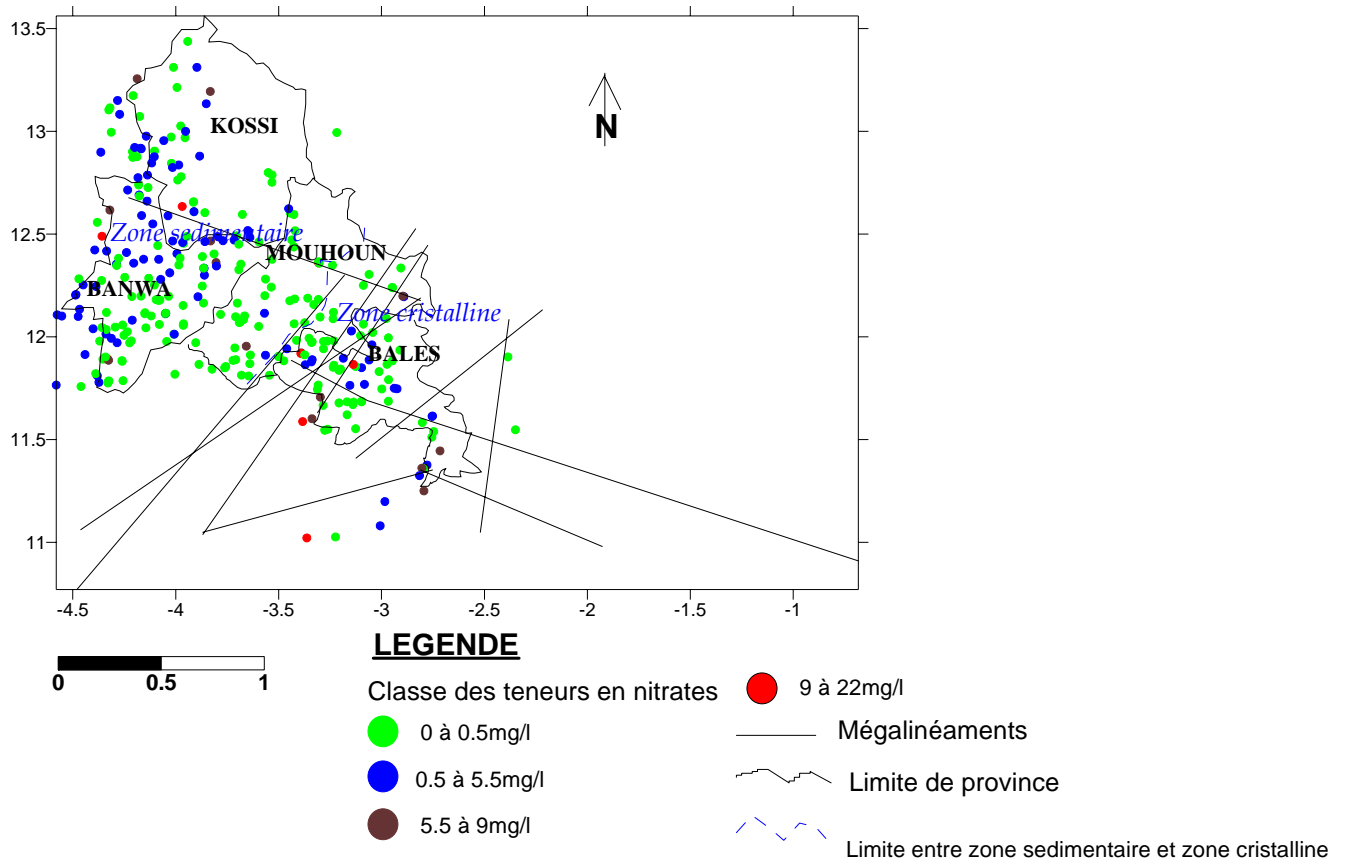 13.5
13
12.5
12
11.5
11
-4.5
-4
-3.5
-3
-2.5
-2
-1.5
-1
N
KOSSI
Zone sedimentaire
MOUHOUN
BANWA
Zone cristalline
BALES
0
0.5
1
LEGENDE
Classe des teneurs en nitrates
0 à 0.5mg/l
0.5 à 5.5mg/l
5.5 à 9mg/l
9 à 22mg/l
Mégalinéaments
Limite de province
Limite entre zone sedimentaire et zone cristalline